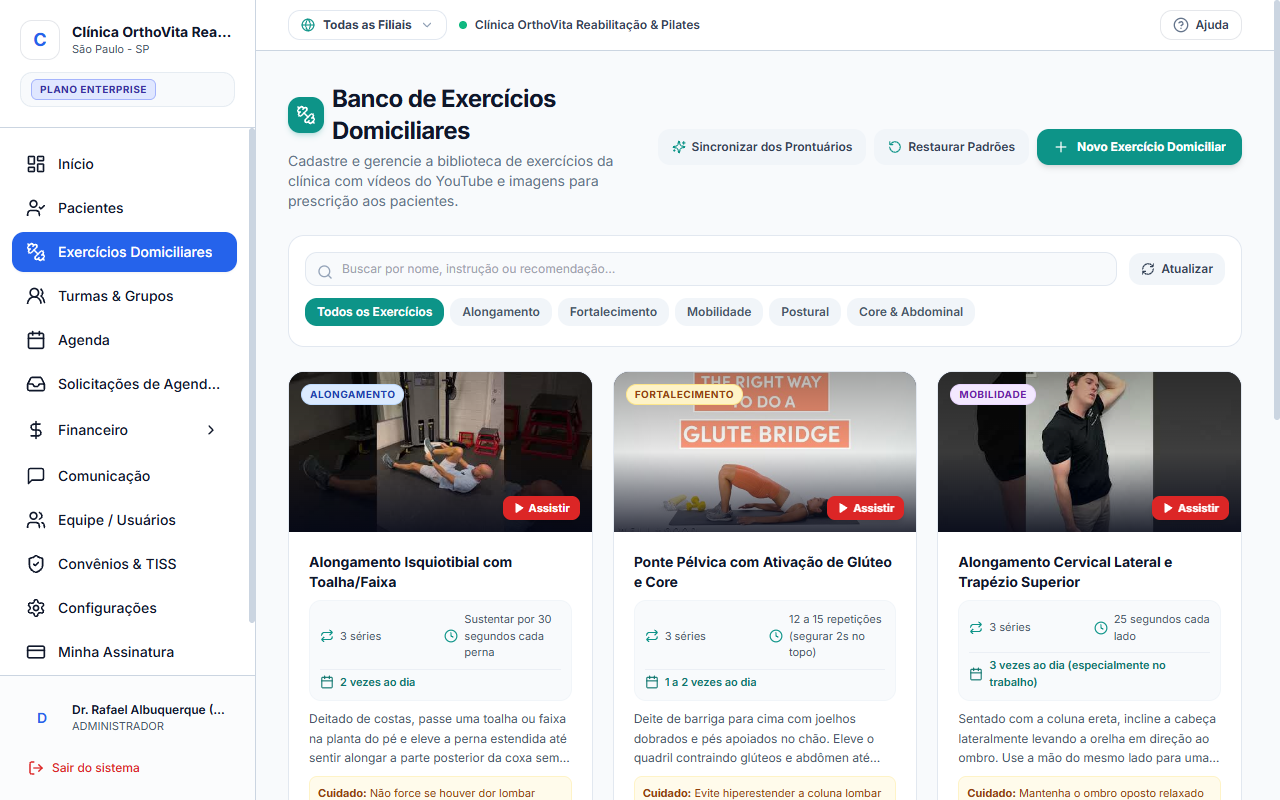 C
Clínica OrthoVita Rea...
São Paulo - SP
PLANO ENTERPRISE
Início
Pacientes
Exercícios Domiciliares
Turmas & Grupos
Agenda
Solicitações de Agend...
Financeiro
Comunicação
Equipe / Usuários
Convênios & TISS
Configurações
Minha Assinatura
D
Dr. Rafael Albuquerque (...
ADMINISTRADOR
Sair do sistema
Todas as Filiais
Clínica OrthoVita Reabilitação & Pilates
Ajuda
Banco de Exercícios
Domiciliares
Cadastre e gerencie a biblioteca de exercícios da
clínica com vídeos do YouTube e imagens para
prescrição aos pacientes.
Sincronizar dos Prontuários
Restaurar Padrões
Novo Exercício Domiciliar
Buscar por nome, instrução ou recomendação...
Atualizar
Todos os Exercícios
Alongamento
Fortalecimento
Mobilidade
Postural
Core & Abdominal
ALONGAMENTO
Assistir
Alongamento Isquiotibial com
Toalha/Faixa
3 séries
Sustentar por 30
segundos cada
perna
2 vezes ao dia
Deitado de costas, passe uma toalha ou faixa
na planta do pé e eleve a perna estendida até
sentir alongar a parte posterior da coxa sem...
Cuidado: Não force se houver dor lombar
FORTALECIMENTO
THE RIGHT WAY
TO DO A
GLUTE BRIDGE
Assistir
Ponte Pélvica com Ativação de Glúteo
e Core
3 séries
12 a 15 repetições
(segurar 2s no
topo)
1 a 2 vezes ao dia
Deite de barriga para cima com joelhos
dobrados e pés apoiados no chão. Eleve o
quadril contraindo glúteos e abdômen até...
Cuidado: Evite hiperestender a coluna lombar
MOBILIDADE
Assistir
Alongamento Cervical Lateral e
Trapézio Superior
3 séries
25 segundos cada
lado
3 vezes ao dia (especialmente no
trabalho)
Sentado com a coluna ereta, incline a cabeça
lateralmente levando a orelha em direção ao
ombro. Use a mão do mesmo lado para uma...
Cuidado: Mantenha o ombro oposto relaxado